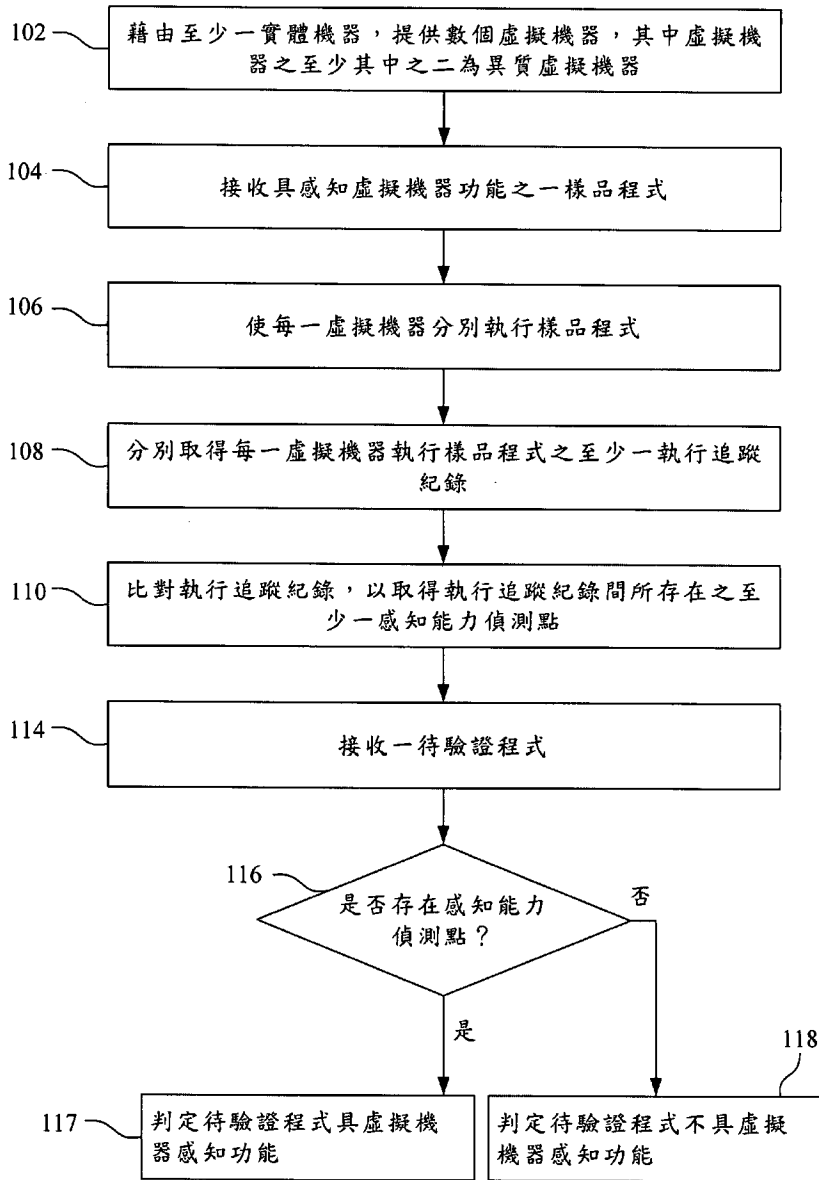 102
藉由至少一實體機器，提供數個虛擬機器，其中虛擬機
器之至少其中之二為異質虛擬機器
104
接收具感知虛擬機器功能之一樣品程式
106
使每一虛擬機器分別執行樣品程式
108
分別取得每一虛擬機器執行樣品程式之至少一執行追蹤
紀錄
110
比對執行追蹤紀錄，以取得執行追蹤紀錄間所存在之至
少一感知能力偵測點
114
接收一待驗證程式
116
是否存在感知能力
偵測點？
否
是
117
判定待驗證程式具虛擬機
器感知功能
118
判定待驗證程式不具虛擬
機器感知功能